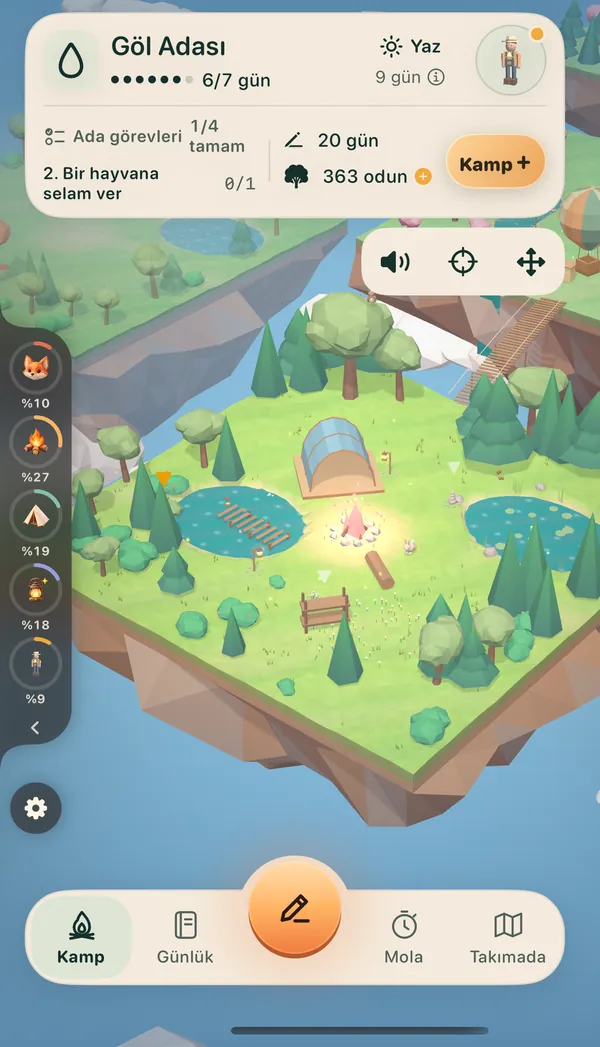 Göl Adası
6/7 gün
Yaz
9 gün
Ada görevleri
1/4
tamam
2. Bir hayvana
selam ver
0/1
20 gün
363 odun
Kamp +
%10
%27
%19
%18
%9
Kamp
Günlük
Mola
Takımada